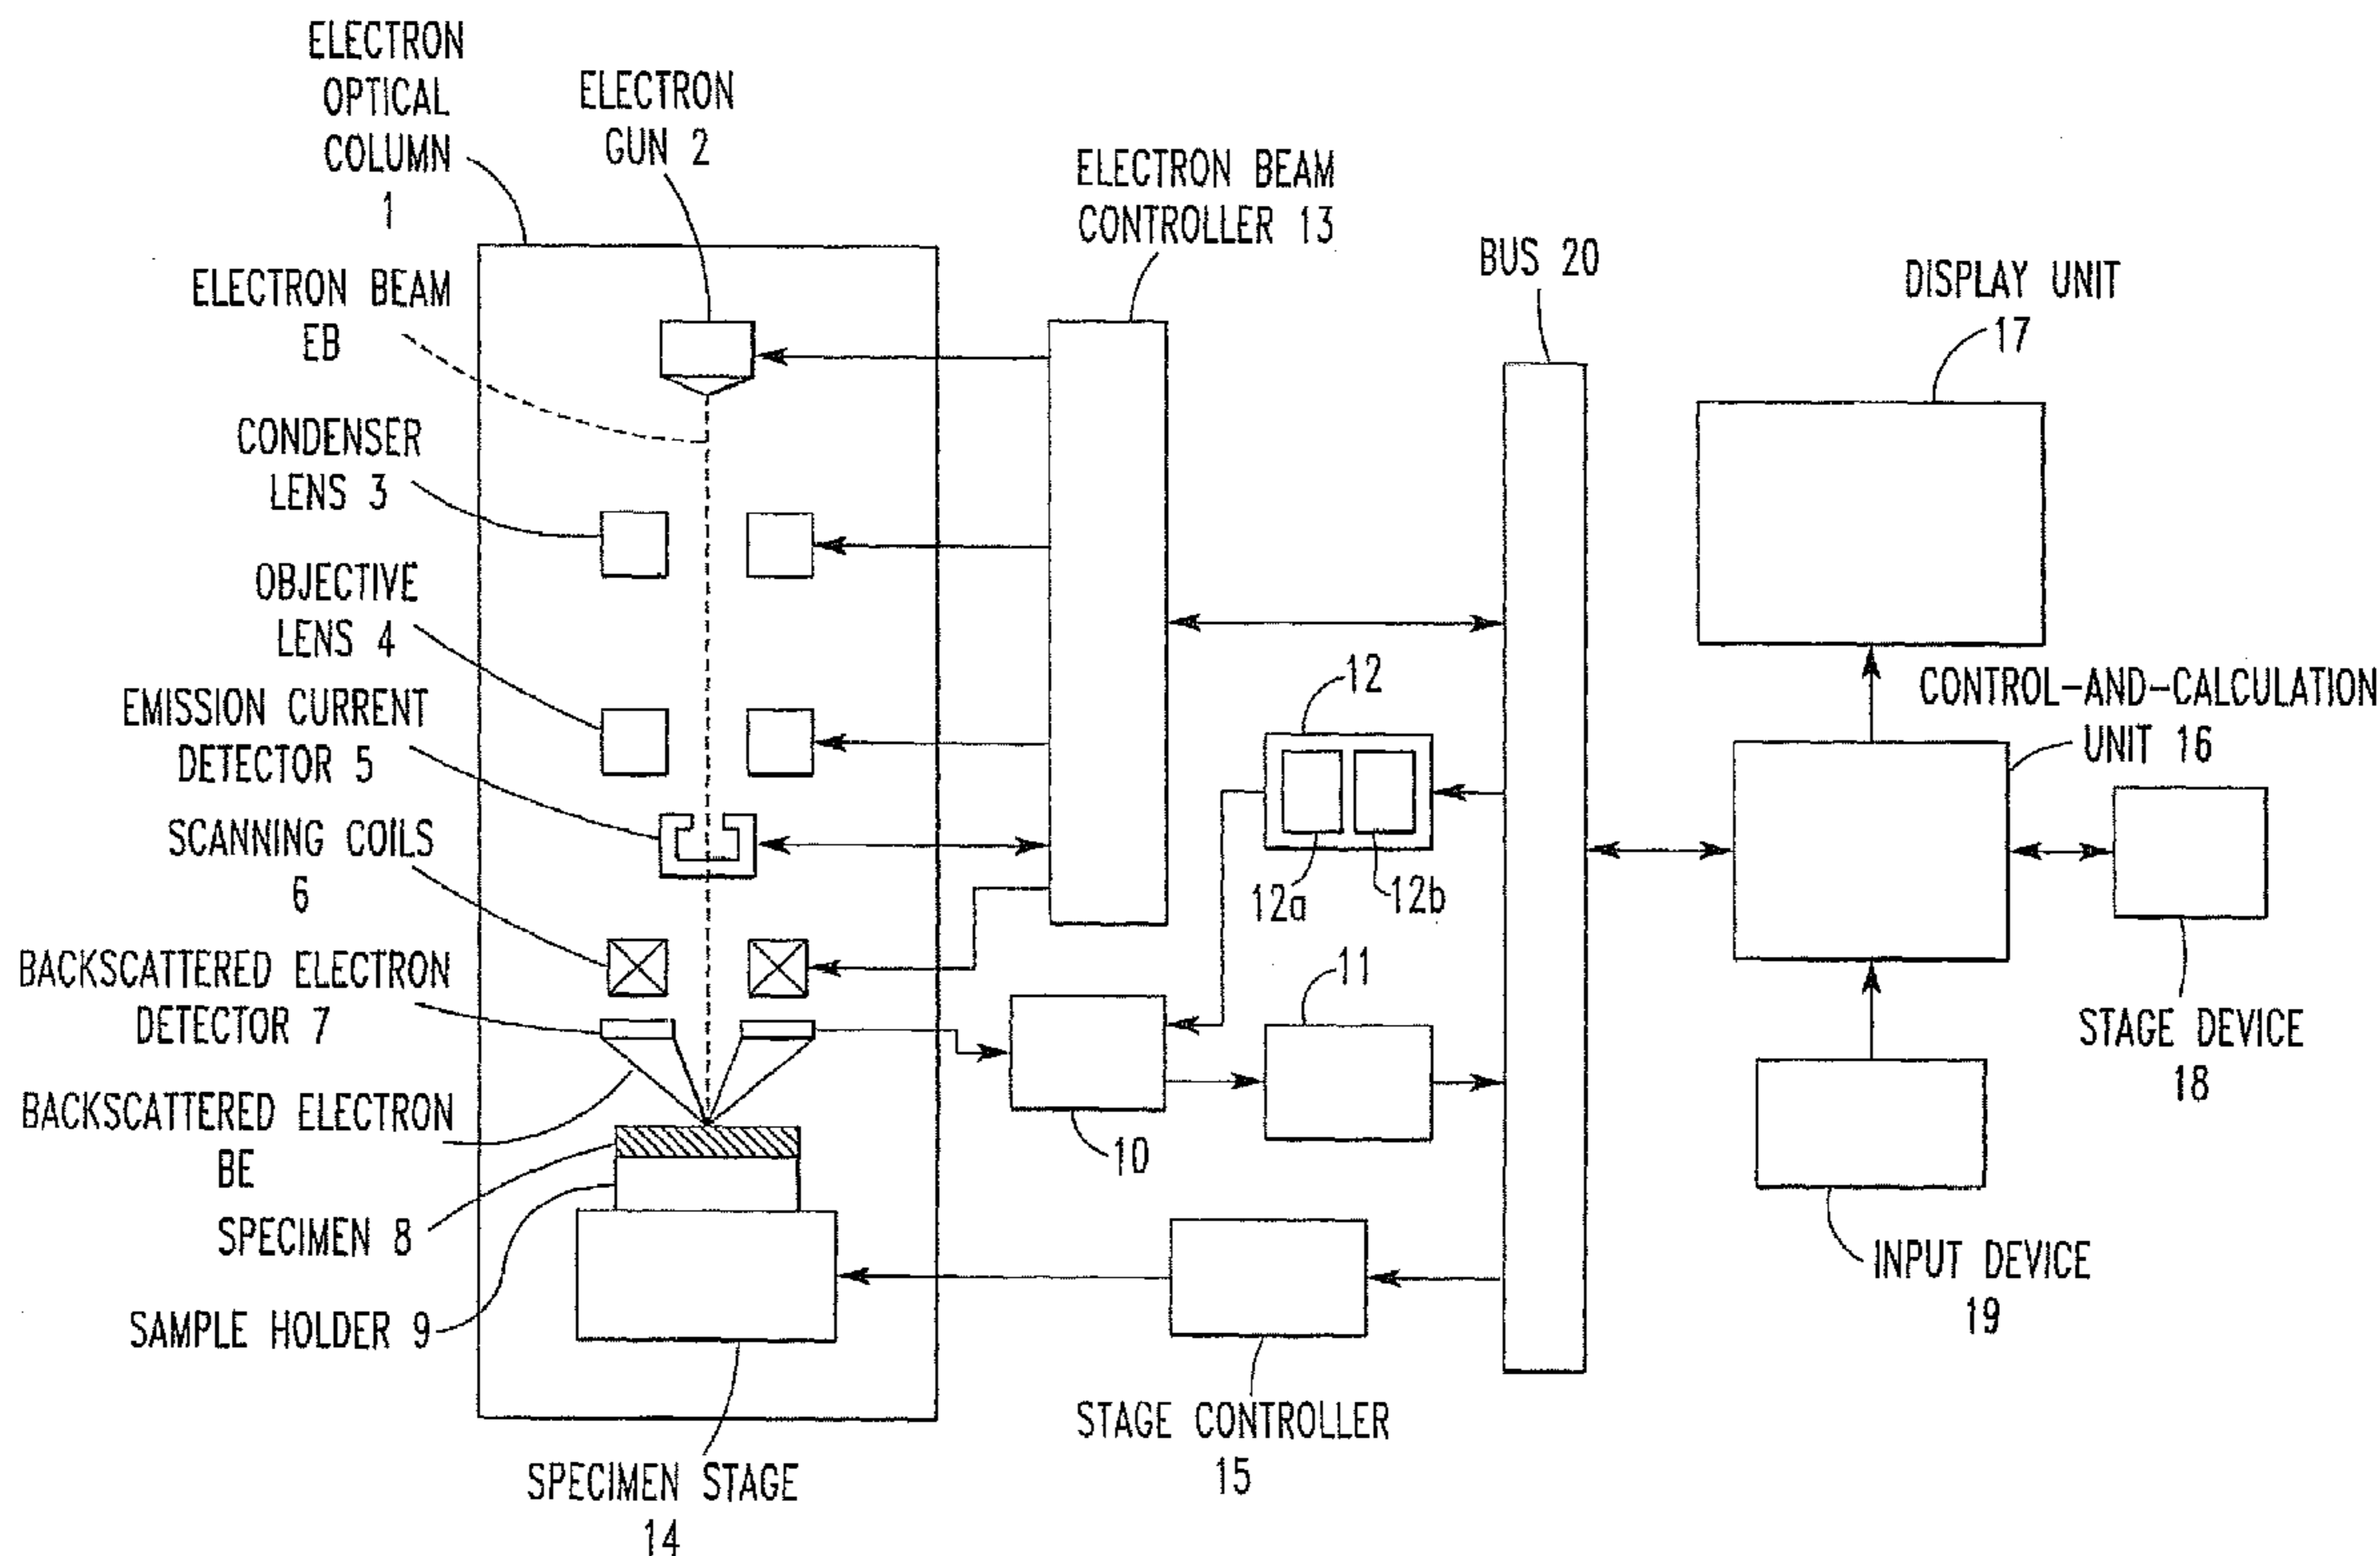 ELECTRON
OPTICAL
COLUMN
1
ELECTRON
GUN 2
ELECTRON BEAM
CONTROLLER 13
BUS 20
DISPLAY UNIT
17
ELECTRON BEAM
EB
CONDENSER
LENS 3
OBJECTIVE
LENS 4
EMISSION CURRENT
DETECTOR 5
SCANNING COILS
6
BACKSCATTERED ELECTRON
DETECTOR 7
BACKSCATTERED ELECTRON
BE
SPECIMEN 8
SAMPLE HOLDER 9
SPECIMEN STAGE
14
12
12a
12b
11
10
STAGE CONTROLLER
15
CONTROL-AND-CALCULATION
UNIT 16
STAGE DEVICE
18
INPUT DEVICE
19